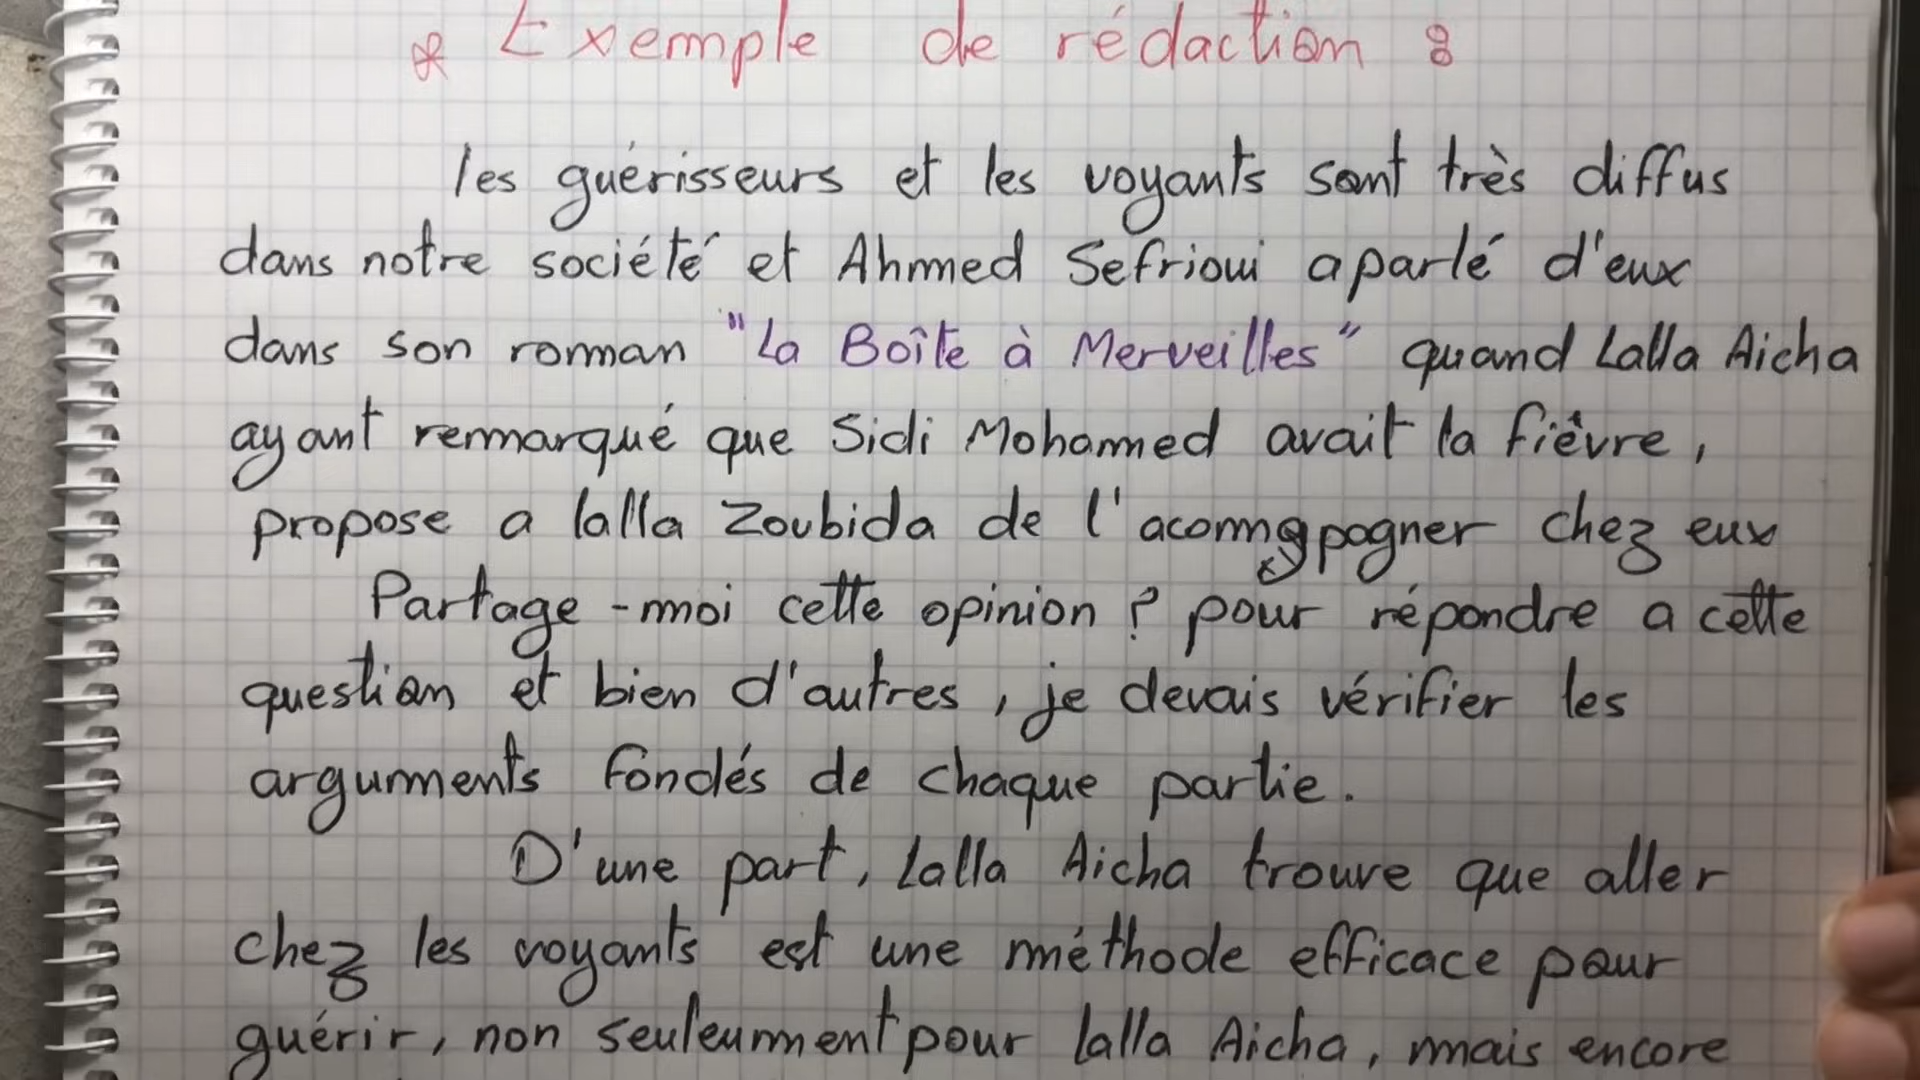 * Exemple de rédaction :
les guérisseurs et les voyants sont très diffus
dans notre société et Ahmed Sefrioui a parlé d'eux
dans son roman "La Boîte à Merveilles" quand Lalla Aicha
ayant remarqué que Sidi Mohammed avait la fièvre,
propose a lalla Zoubida de l' chez eux
Partage-moi cette opinion ? pour répondre a cette
question et bien d'autres, je devais vérifier les
arguments fondés de chaque partie.
D'une part, Lalla Aicha trouve que aller
chez les voyants est une méthode efficace pour
guérir, non pour lalla Aicha, mais encore